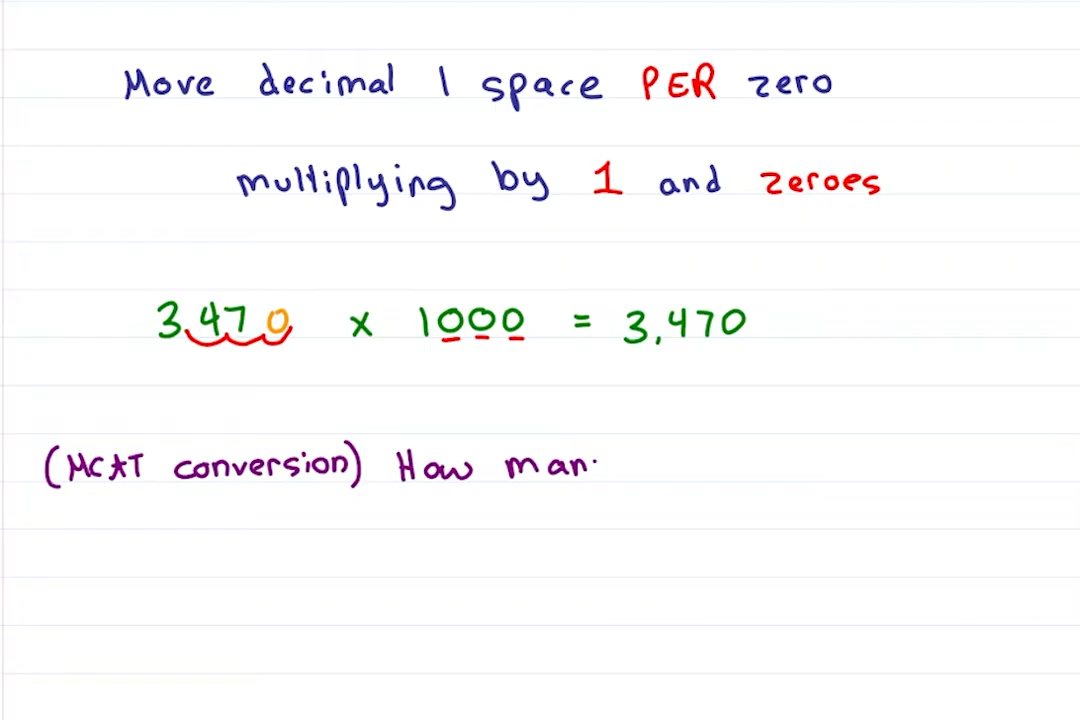 Move decimal 1 space PER zero
multiplying by 1 and zeroes
3.470 x 1000 = 3,470
(MCAT conversion) How